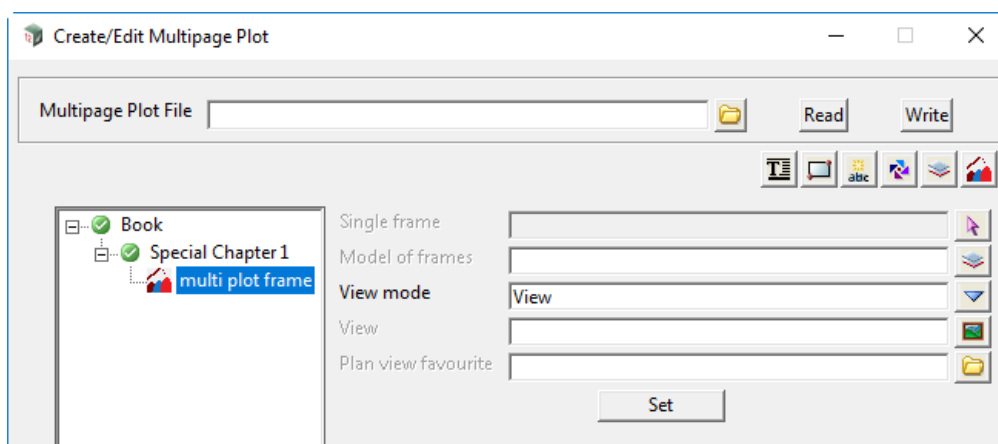 Create/Edit Multipage Plot
Multipage Plot File Read Write
T abc
Book
Special Chapter 1
multi plot frame
Single frame
Model of frames
View mode View
View
Plan view favourite
Set